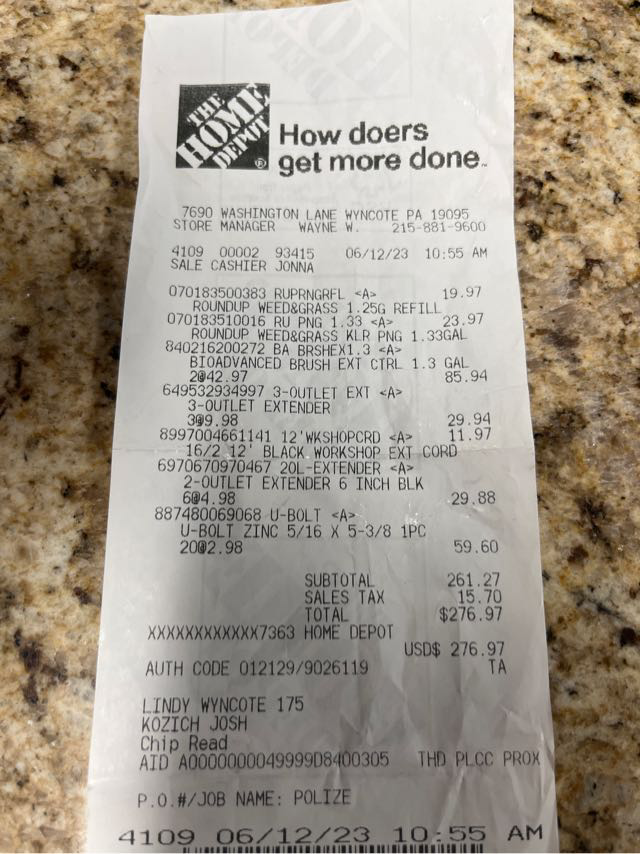 THE
HOME
DEPOT
How doers
get more done.
7690 WASHINGTON LANE WYNCOTE PA 19095
STORE MANAGER WAYNE W. 215-881-9600
4109 00002 93415 06/12/23 10:55 AM
SALE CASHIER JONNA
070183500383 RUPRNGRFL <A> 19.97
ROUNDUP WEED&GRASS 1.25G REFILL
070183510016 RU PNG 1.33 <A> 23.97
ROUNDUP WEED&GRASS KLR PNG 1.33GAL
840216200272 BA BRSHEX1.3 <A>
BIOADVANCED BRUSH EXT CTRL 1.3 GAL
2@42.97 85.94
649532934997 3-OUTLET EXT <A>
3-OUTLET EXTENDER
3@9.98 29.94
8997004661141 12'WKSHOPCRD <A> 11.97
16/2 12' BLACK WORKSHOP EXT CORD
6970670970467 2OL-EXTENDER <A>
2-OUTLET EXTENDER 6 INCH BLK
6@4.98 29.88
887480069068 U-BOLT <A>
U-BOLT ZINC 5/16 X 5-3/8 1PC
20@2.98 59.60
SUBTOTAL 261.27
SALES TAX 15.70
TOTAL $276.97
XXXXXXXXXXXX7363 HOME DEPOT
USD$ 276.97
AUTH CODE 012129/9026119 TA
LINDY WYNCOTE 175
KOZICH JOSH
Chip Read
AID A0000000049999D8400305 THD PLCC PROX
P.O.#/JOB NAME: POLIZE
4109 06/12/23 10:55 AM